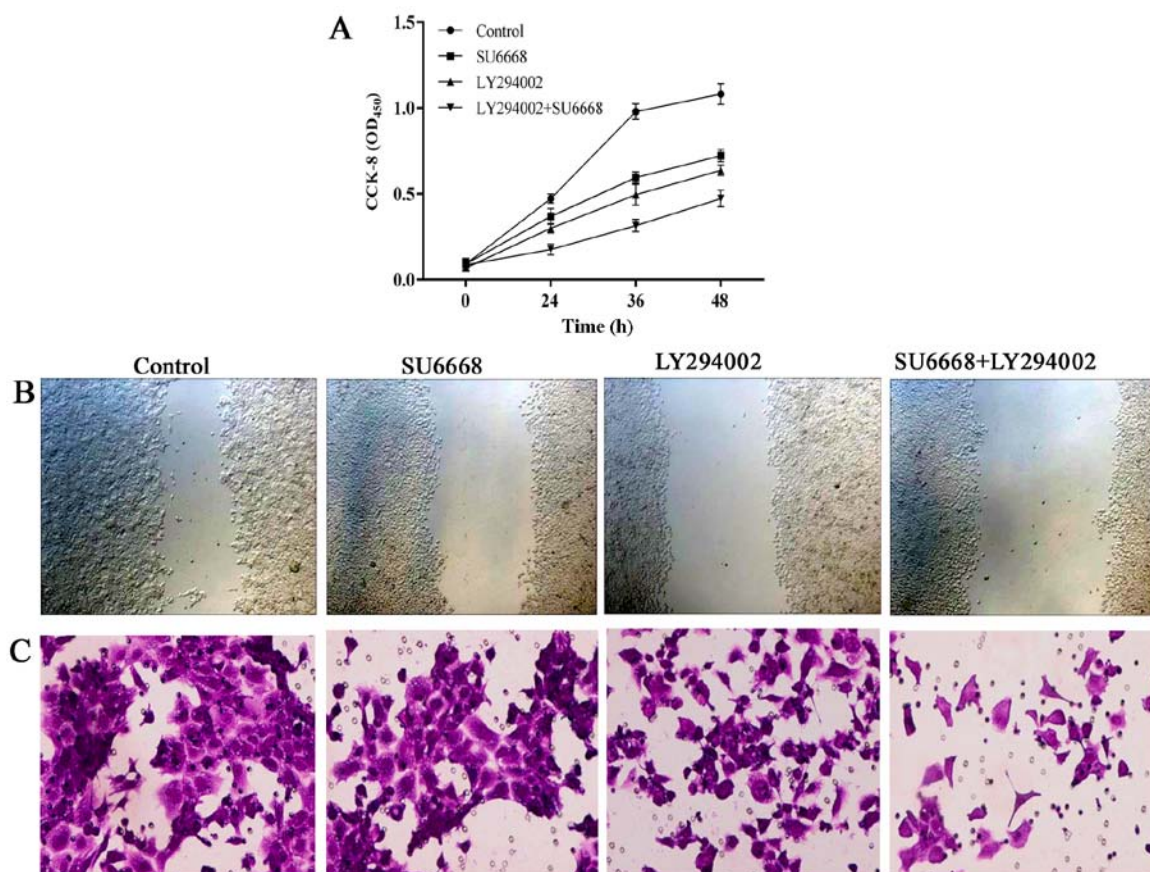 A
1.5
1.0
0.5
0.0
CCK-8 (OD450)
Control
SU6668
LY294002
LY294002+SU6668
0 24 36 48
Time (h)
Control SU6668 LY294002 SU6668+LY294002
B
C